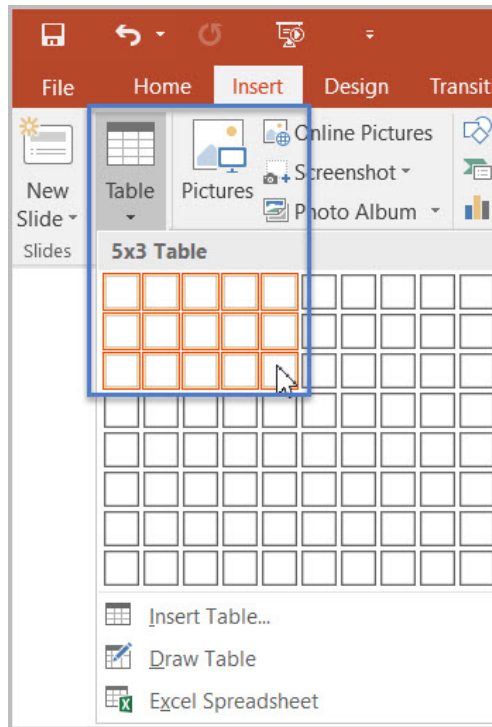 File Home Insert Design Transit
New
Slide
Table
Pictures
Online Pictures
Screenshot
Photo Album
Slides
5x3 Table
Insert Table...
Draw Table
Excel Spreadsheet